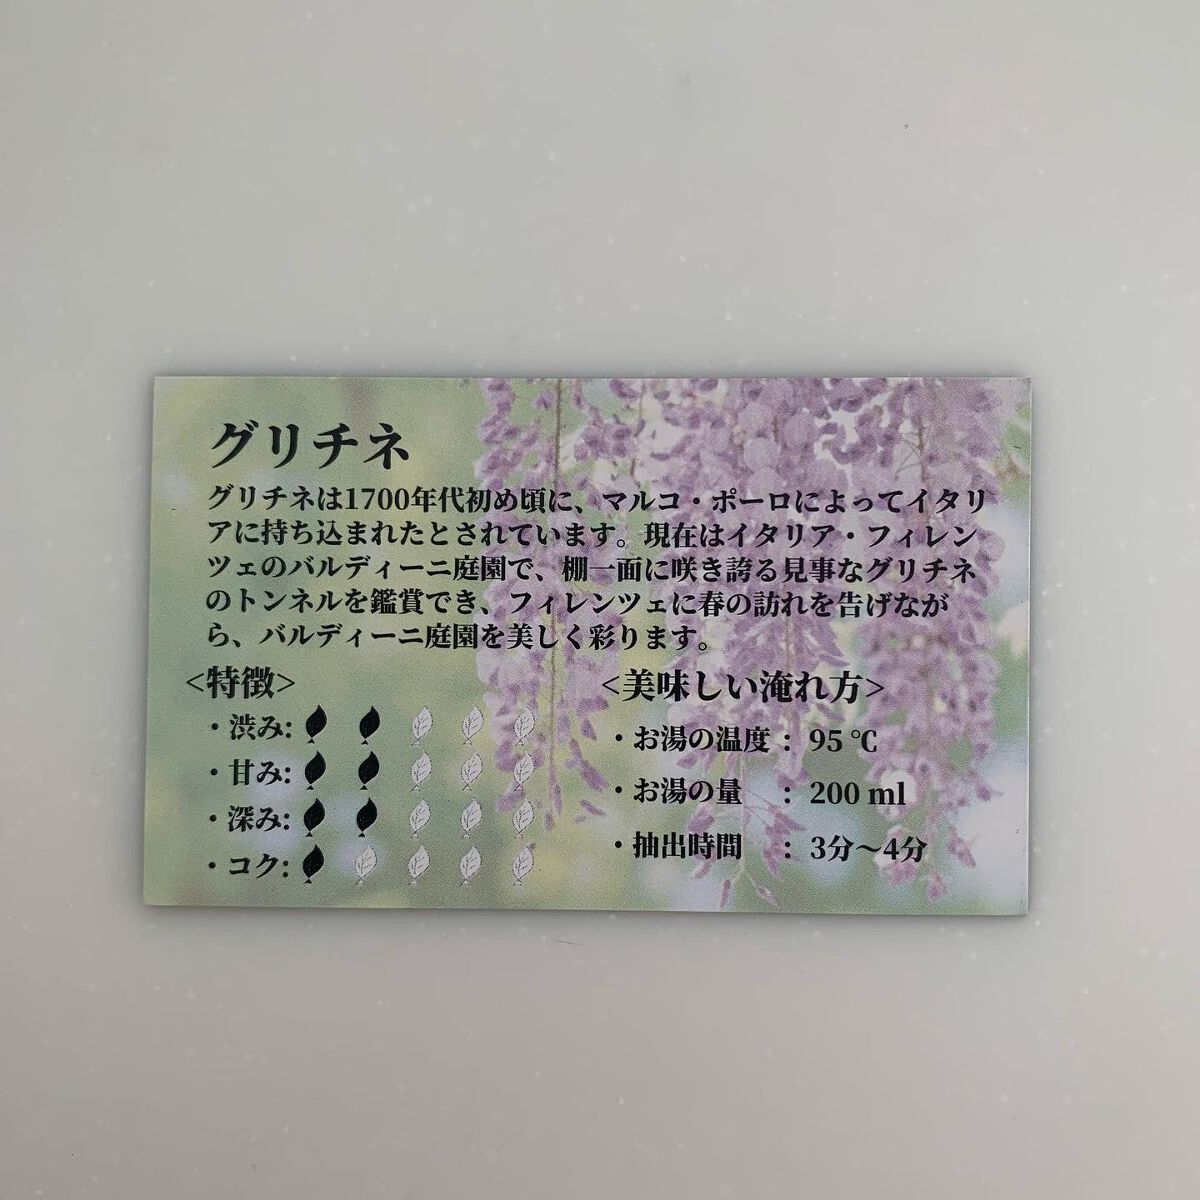 グリチネ
グリチネは1700年代初め頃に、マルコ・ポーロによってイタリ
アに持ち込まれたとされています。現在はイタリア・フィレン
ツェのバルディーニ庭園で、棚一面に咲き誇る見事なグリチネ
のトンネルを鑑賞でき、フィレンツェに春の訪れを告げなが
ら、バルディーニ庭園を美しく彩ります。
<特徴>
・渋み:
・甘み:
・深み:
・コク:
<美味しい淹れ方>
・お湯の温度 : 95 ℃
・お湯の量 : 200 ml
・抽出時間 : 3分～4分